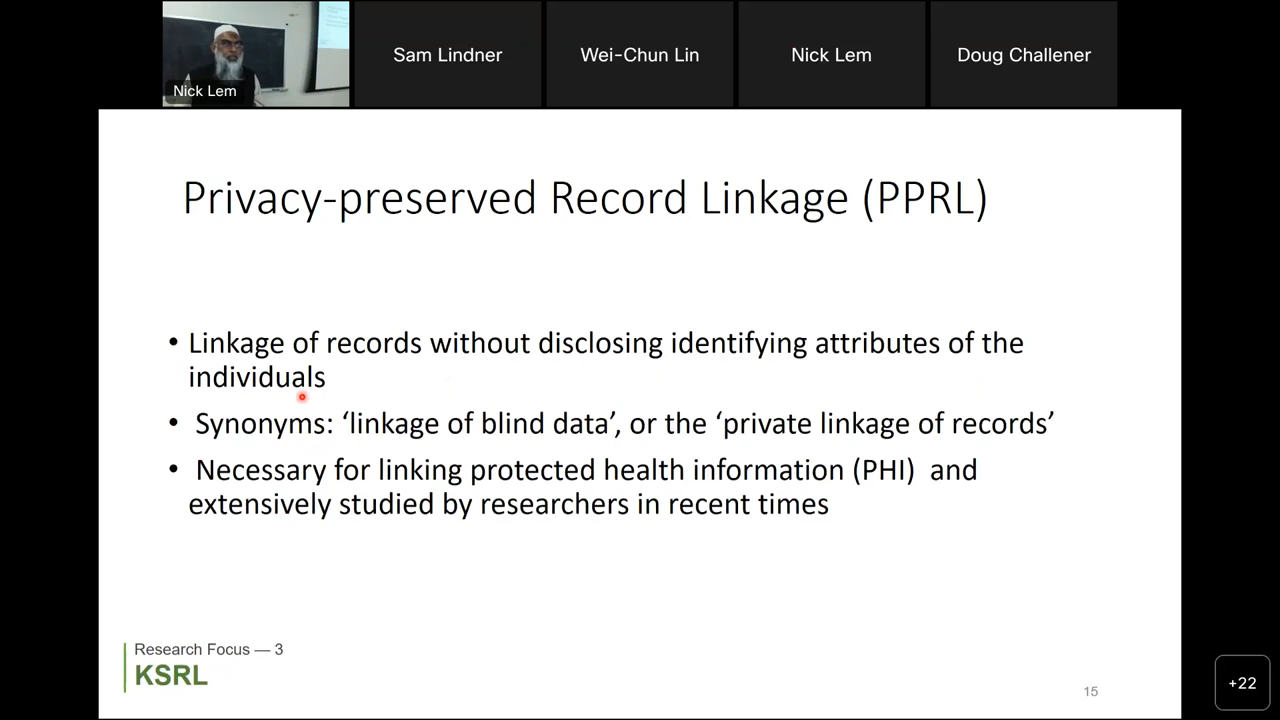 Sam Lindner
Wei-Chun Lin
Nick Lem
Doug Challener
Nick Lem
Privacy-preserved Record Linkage (PPRL)
• Linkage of records without disclosing identifying attributes of the
individuals
• Synonyms: ‘linkage of blind data’, or the ‘private linkage of records’
• Necessary for linking protected health information (PHI) and
extensively studied by researchers in recent times
Research Focus — 3
KSRL
15
+22